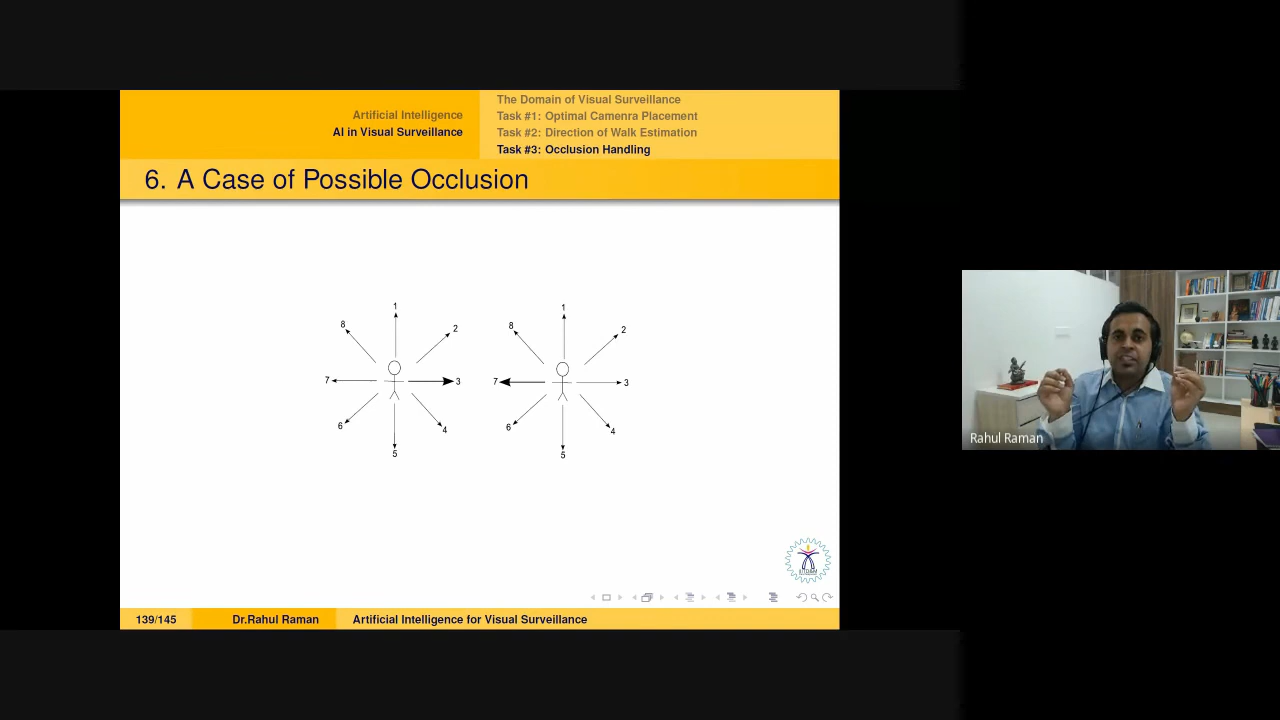 Artificial Intelligence
AI in Visual Surveillance
The Domain of Visual Surveillance
Task #1: Optimal Camenra Placement
Task #2: Direction of Walk Estimation
Task #3: Occlusion Handling
6. A Case of Possible Occlusion
1
8 2
7 3
6 4
5
1
8 2
7 3
6 4
5
Rahul Raman
139/145 Dr.Rahul Raman Artificial Intelligence for Visual Surveillance